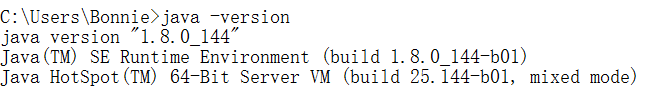 C:\Users\Bonnie>java -version
java version "1.8.0_144"
Java(TM) SE Runtime Environment (build 1.8.0_144-b01)
Java HotSpot(TM) 64-Bit Server VM (build 25.144-b01, mixed mode)